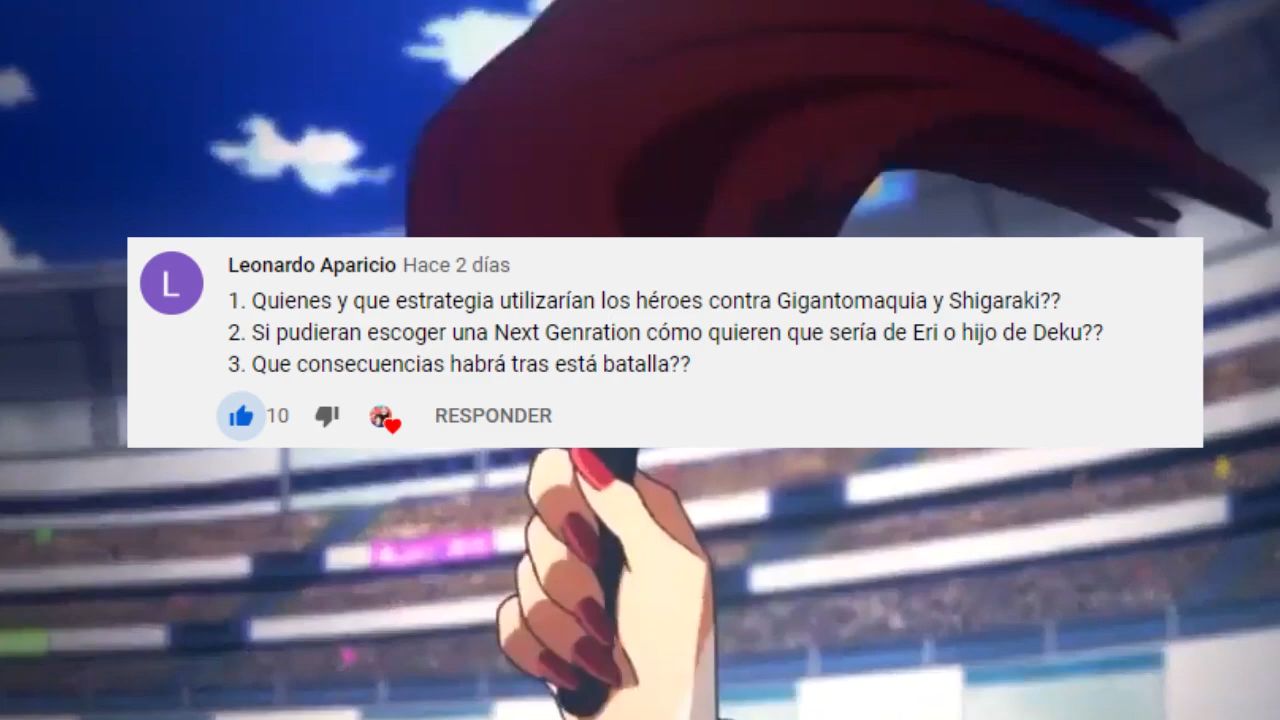 L
Leonardo Aparicio Hace 2 días
1. Quienes y que estrategia utilizarían los héroes contra Gigantomaquia y Shigaraki??
2. Si pudieran escoger una Next Genration cómo quieren que sería de Eri o hijo de Deku??
3. Que consecuencias habrá tras está batalla??
10 RESPONDER